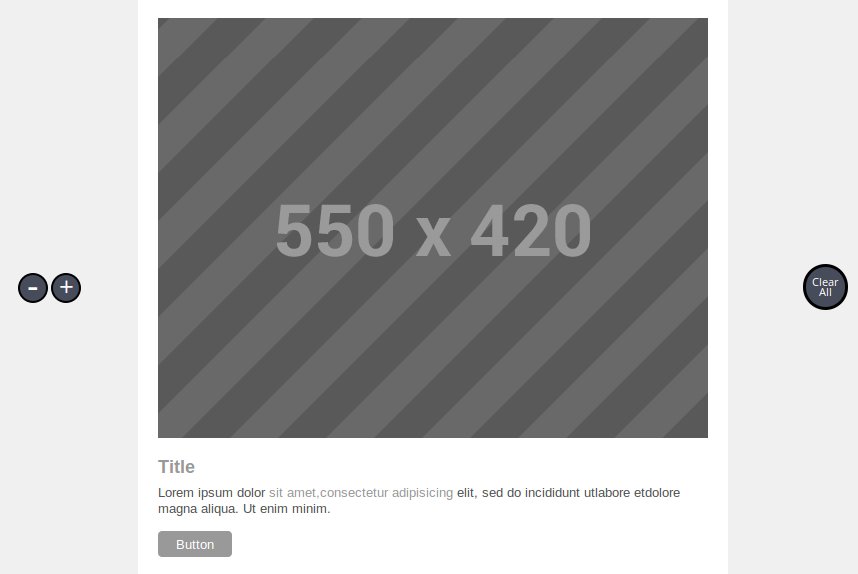 550 x 420
-
+
Clear
All
Title
Lorem ipsum dolor sit amet,consectetur adipisicing elit, sed do incididunt utlabore etdolore
magna aliqua. Ut enim minim.
Button